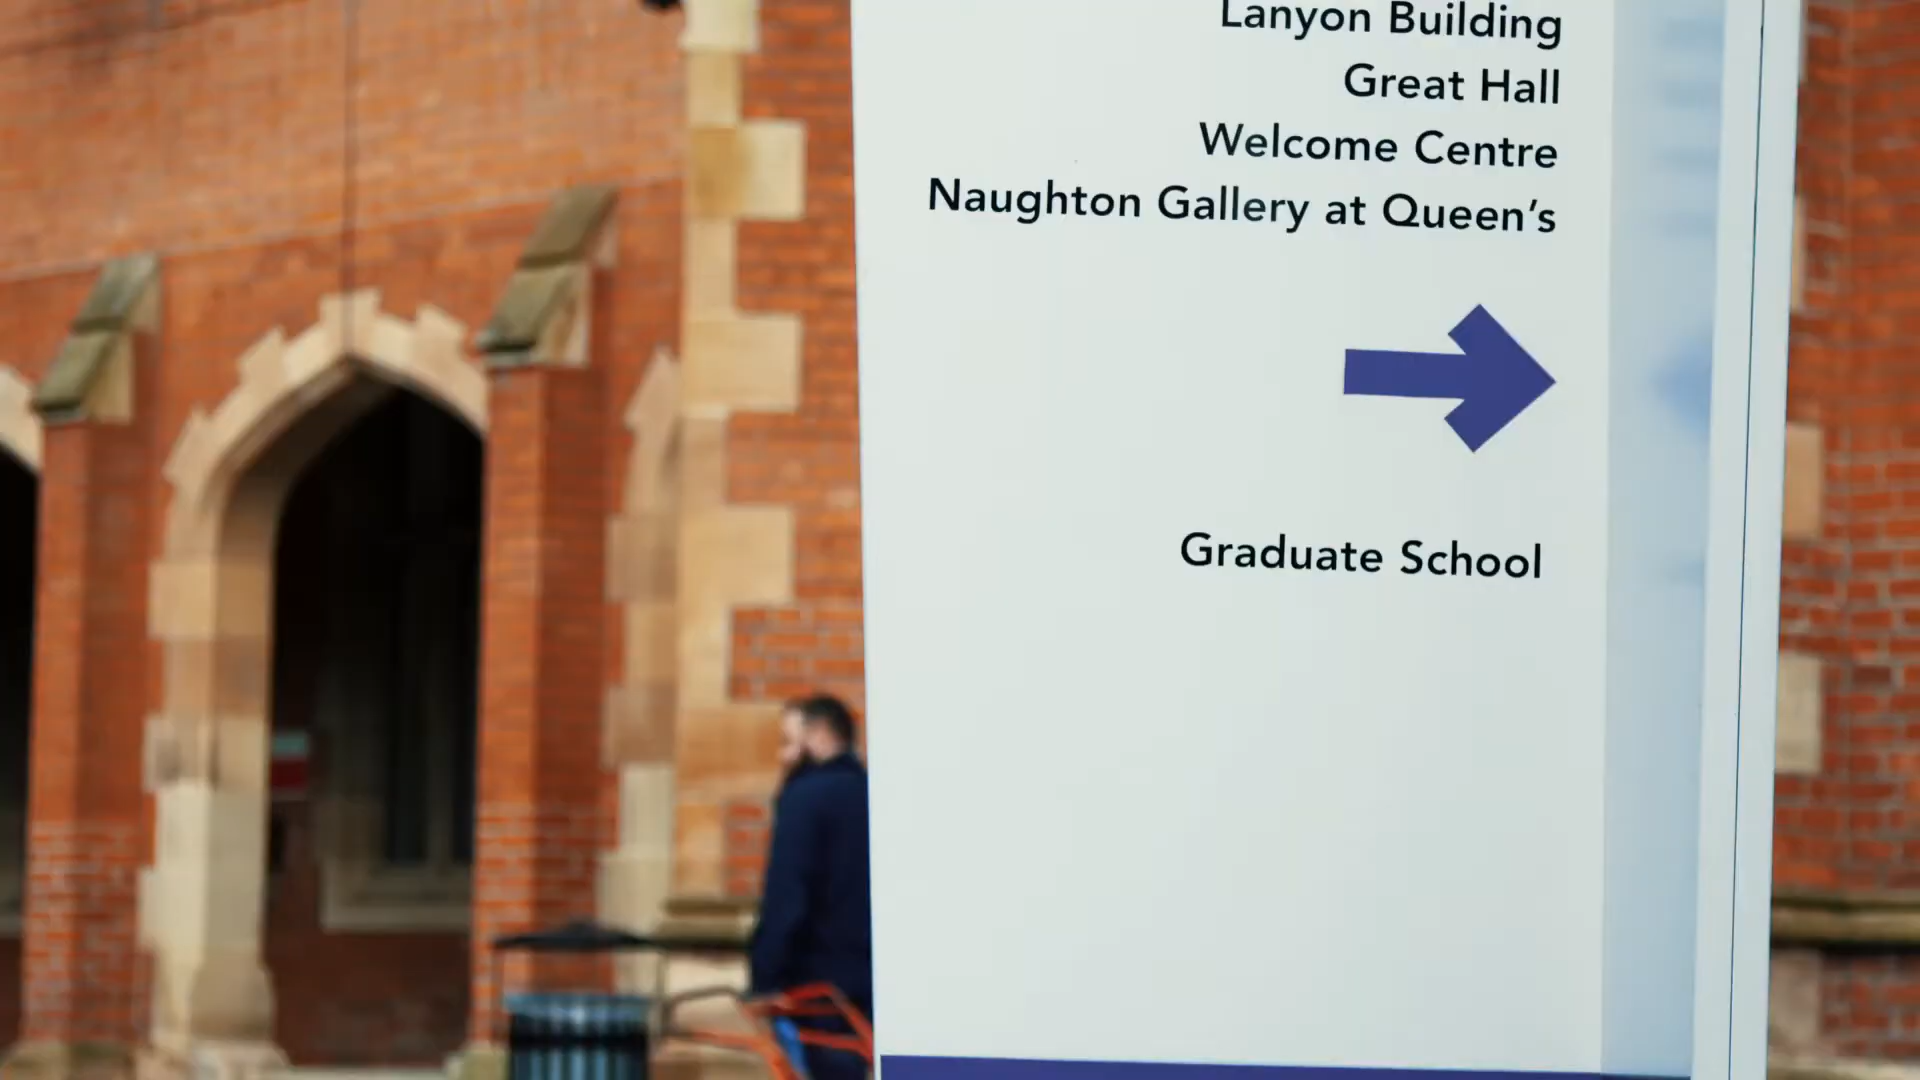 Lanyon Building
Great Hall
Welcome Centre
Naughton Gallery at Queen’s
Graduate School